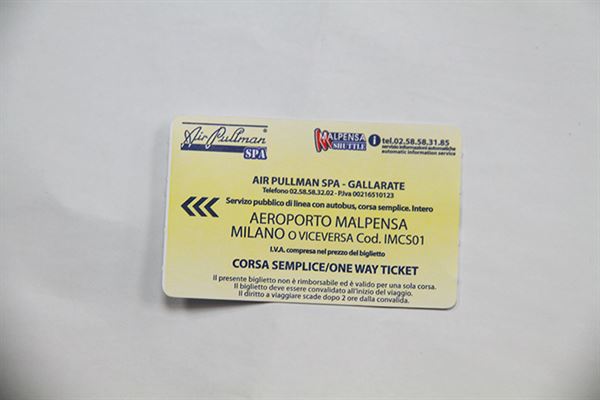 Air Pullman®
SPA
MALPENSA
SHUTTLE
i tel.02.58.58.31.85
servizio informazioni automatiche
automatic information service
AIR PULLMAN SPA - GALLARATE
Telefono 02.58.58.32.02 - P.Iva 00216510123
Servizo pubblico di linea con autobus, corsa semplice. Intero
AEROPORTO MALPENSA
MILANO O VICEVERSA Cod. IMCS01
I.V.A. compresa nel prezzo del biglietto
CORSA SEMPLICE/ONE WAY TICKET
Il presente biglietto non è rimborsabile ed è valido per una sola corsa.
Il biglietto deve essere convalidato all'inizio del viaggio.
Il diritto a viaggiare scade dopo 2 ore dalla convalida.